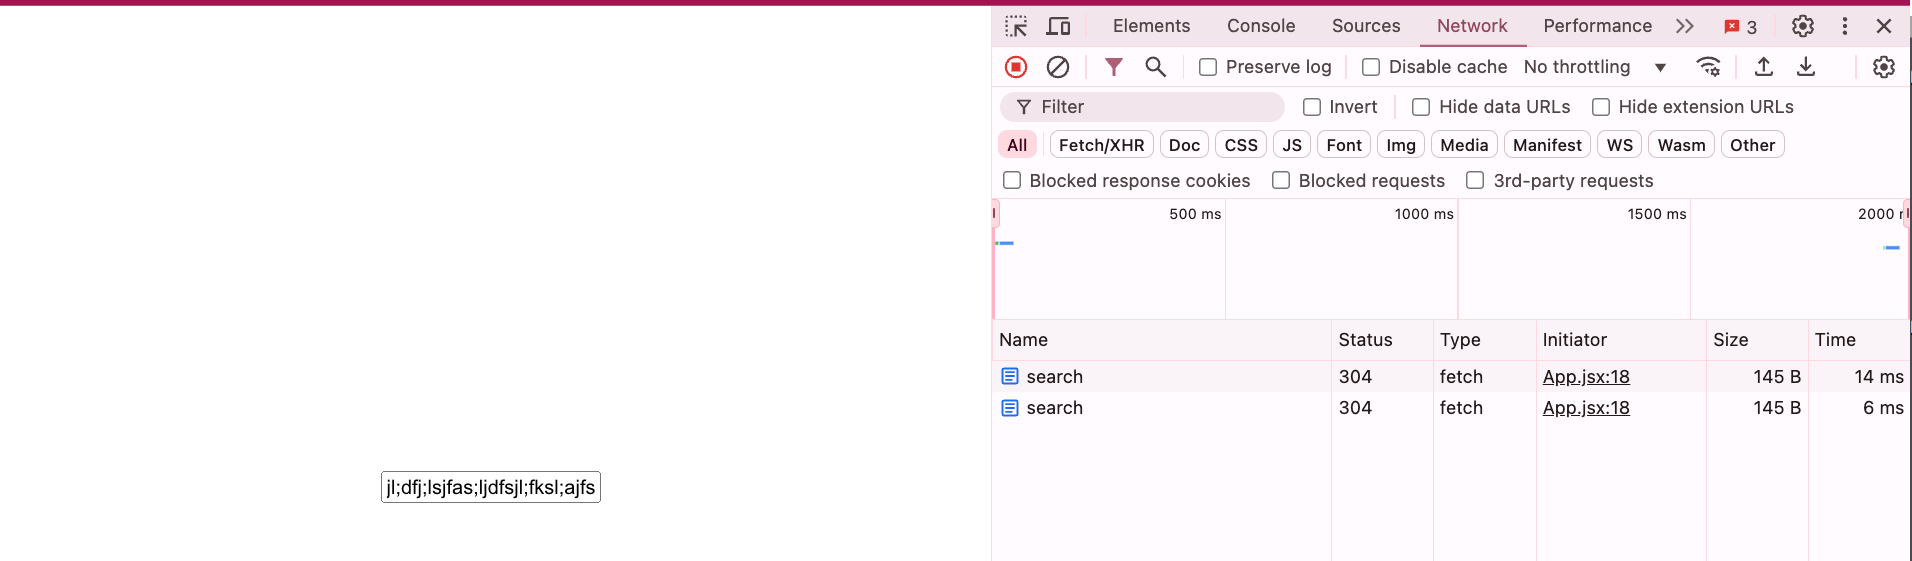 Elements Console Sources Network Performance 3
Preserve log Disable cache No throttling
Filter Invert Hide data URLs Hide extension URLs
All Fetch/XHR Doc CSS JS Font Img Media Manifest WS Wasm Other
Blocked response cookies Blocked requests 3rd-party requests
500 ms 1000 ms 1500 ms 2000
Name Status Type Initiator Size Time
search 304 fetch App.jsx:18 145 B 14 ms
search 304 fetch App.jsx:18 145 B 6 ms
jl;dfj;lsjfas;ljdfsjl;fksl;ajfs